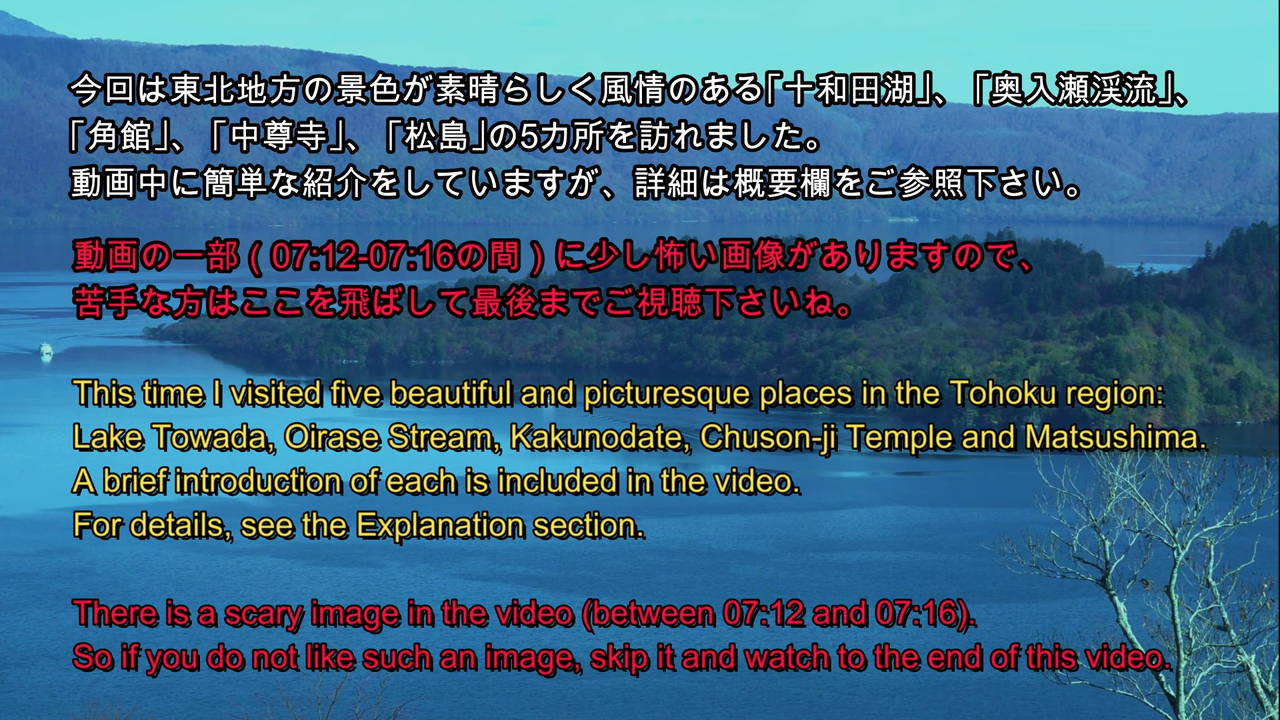 今回は東北地方の景色が素晴らしく風情のある｢十和田湖｣、｢奥入瀬渓流｣、
｢角館｣、｢中尊寺｣、｢松島｣の5カ所を訪れました。
動画中に簡単な紹介をしていますが、詳細は概要欄をご参照下さい。
動画の一部（07:12-07:16の間）に少し怖い画像がありますので、
苦手な方はここを飛ばして最後までご視聴下さいね。
This time I visited five beautiful and picturesque places in the Tohoku region:
Lake Towada, Oirase Stream, Kakunodate, Chuson-ji Temple and Matsushima.
A brief introduction of each is included in the video.
For details, see the Explanation section.
There is a scary image in the video (between 07:12 and 07:16).
So if you do not like such an image, skip it and watch to the end of this video.